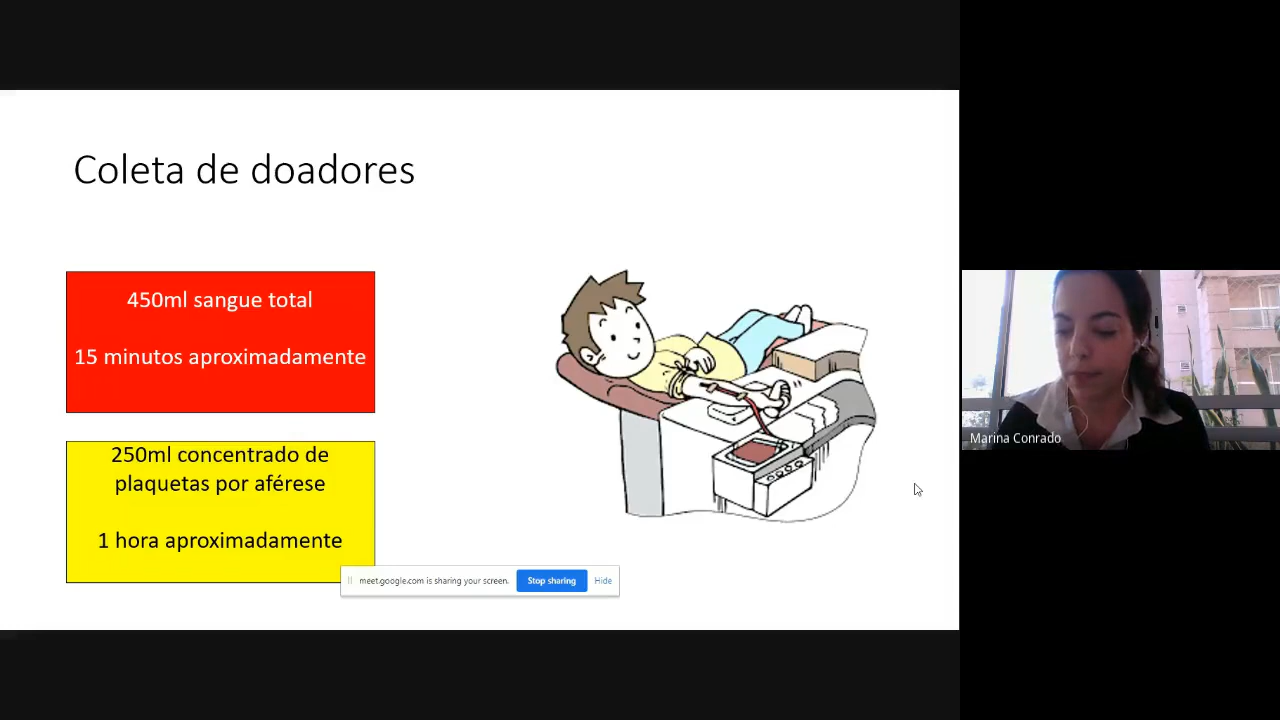 Coleta de doadores
450ml sangue total
15 minutos aproximadamente
250ml concentrado de
plaquetas por aférese
1 hora aproximadamente
meet.google.com is sharing your screen.
Stop sharing
Hide
Marina Conrado